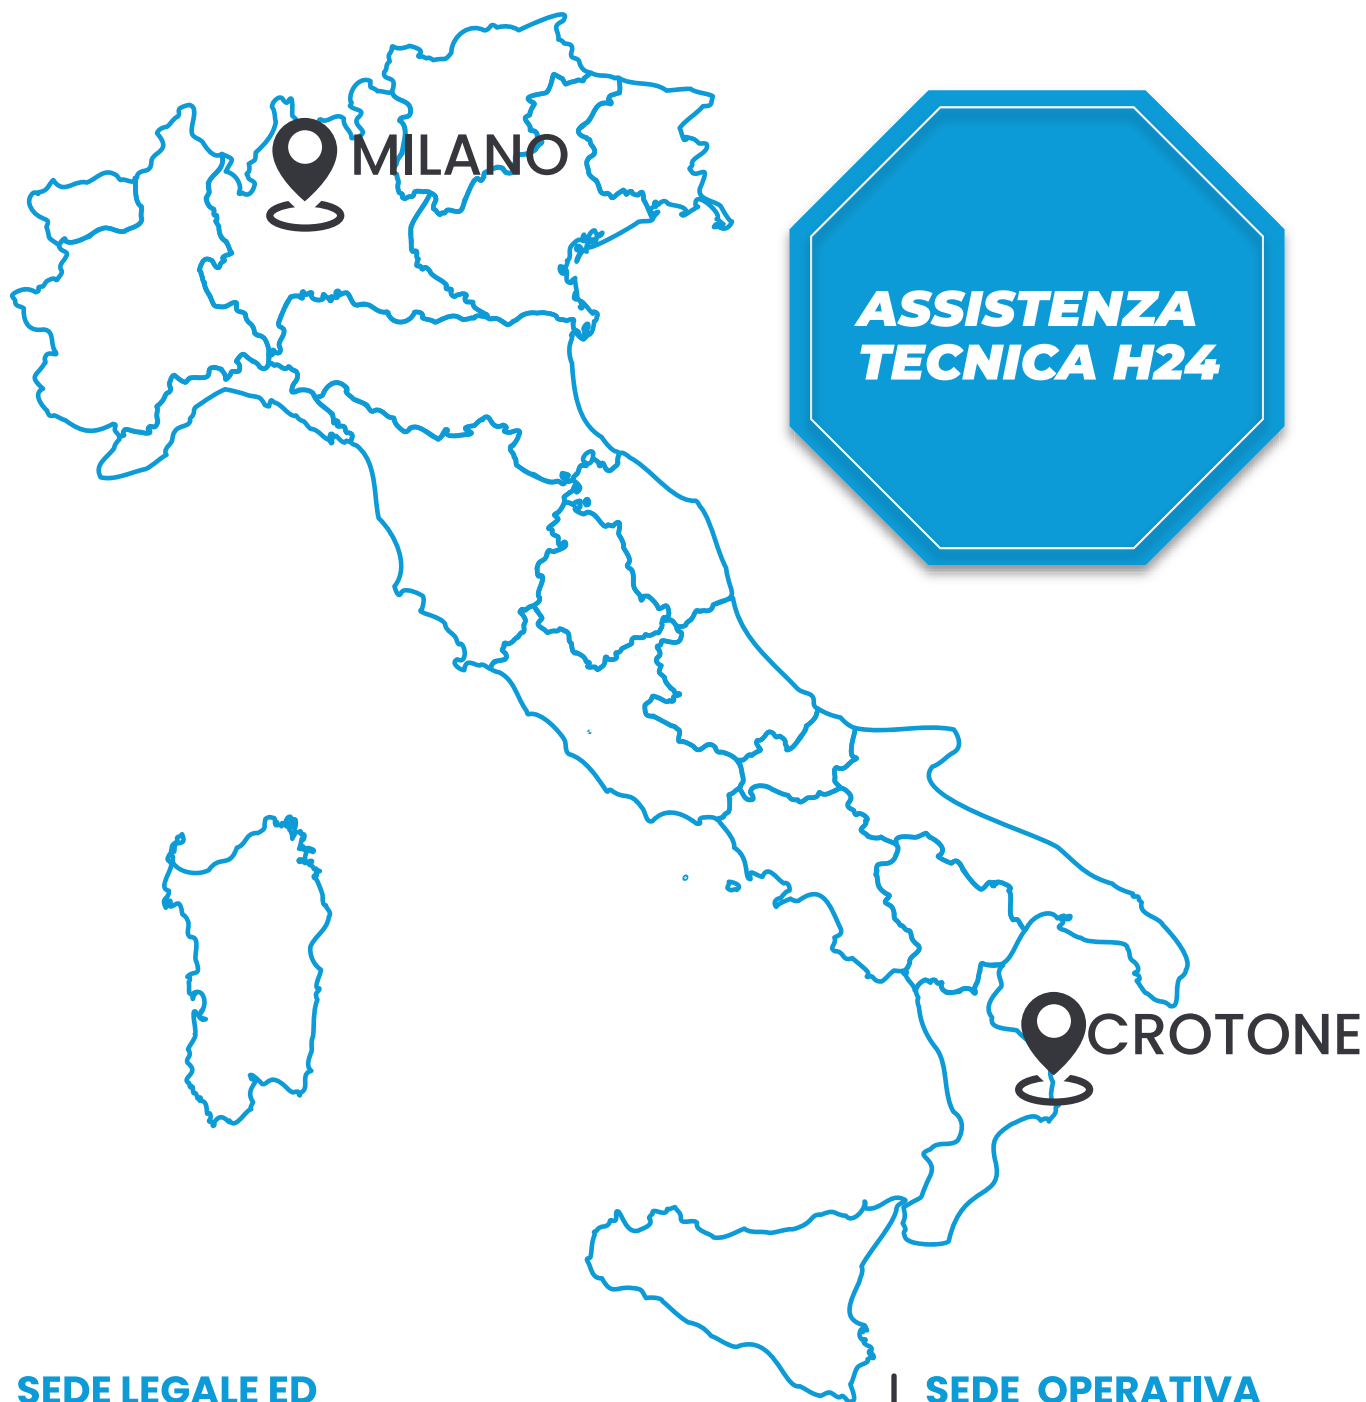 MILANO
ASSISTENZA
TECNICA H24
CROTONE
SEDE LEGALE ED
SEDE OPERATIVA